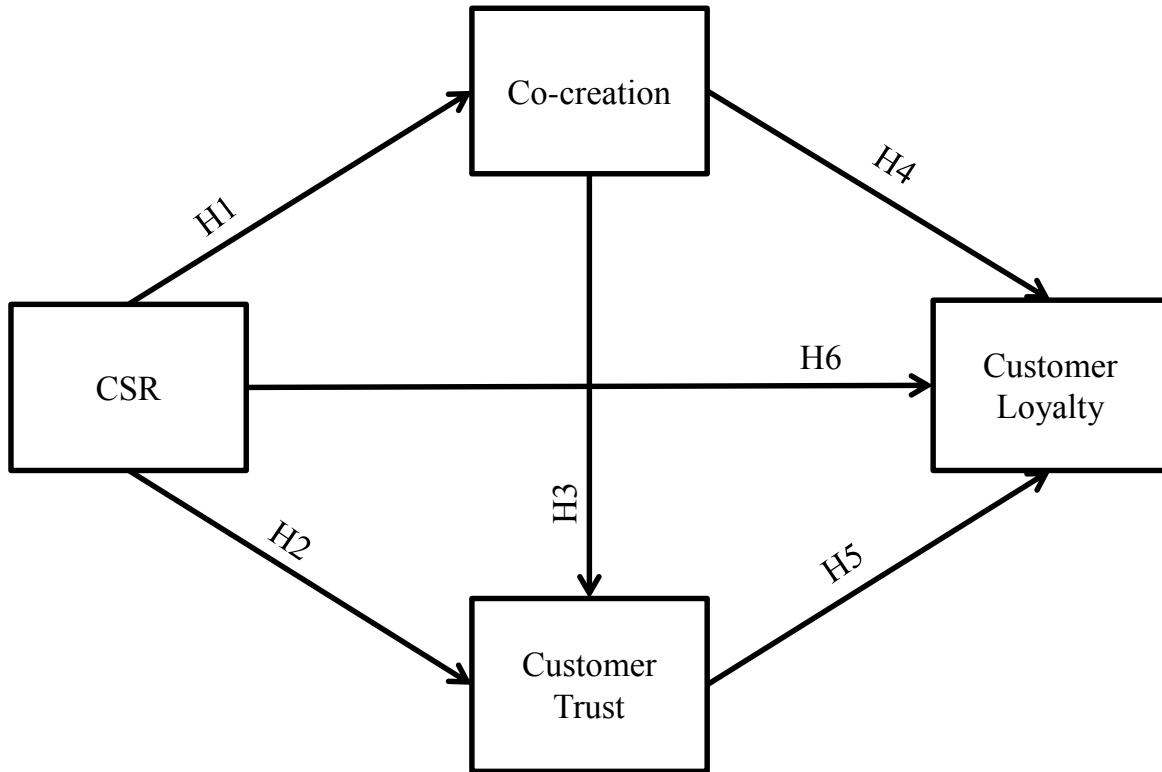 Co-creation
H1
H4
CSR
H6
Customer
Loyalty
H3
H2
H5
Customer
Trust